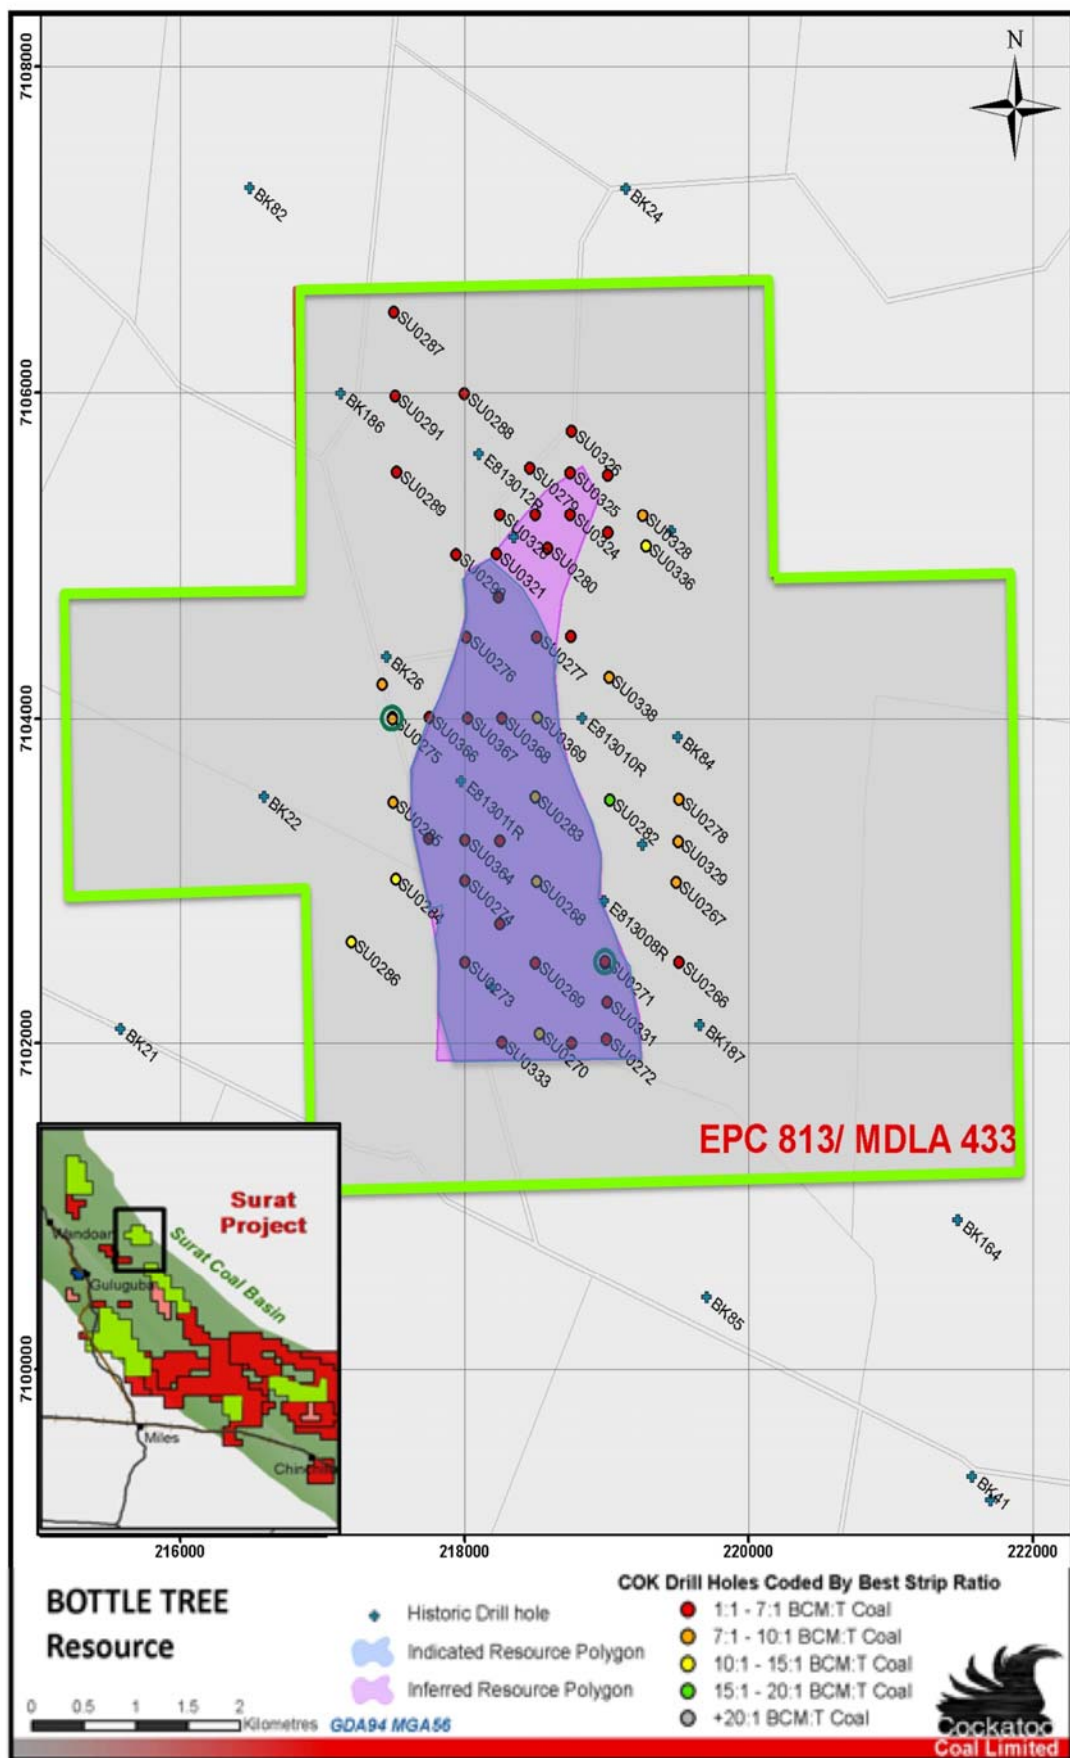 N
7108000
BK82
BK24
SU0287
7106000
BK186
SU0291
SU0288
SU0326
E813012R
SU0279
SU0325
SU0289
SU0324
SU0328
SU0336
SU0280
SU0321
SU0276
SU0277
BK26
SU0338
7104000
SU0275
SU0366
SU0367
SU0368
SU0369
E813010R
BK84
E813011R
BK22
SU0283
SU0282
SU0278
SU0285
SU0364
SU0329
SU0274
SU0268
SU0267
E813008R
SU0286
SU0273
SU0269
SU0271
SU0266
SU0331
7102000
BK21
SU0333
SU0270
SU0272
BK187
EPC 813/ MDLA 433
Surat
Project
Surat Coal Basin
Wandoan
Guluguba
Miles
BK164
BK85
7100000
BK41
216000
218000
220000
222000
BOTTLE TREE
Resource
Historic Drill hole
Indicated Resource Polygon
Inferred Resource Polygon
0 0.5 1 1.5 2
Kilometres GDA94 MGA56
COK Drill Holes Coded By Best Strip Ratio
1:1 - 7:1 BCM:T Coal
7:1 - 10:1 BCM:T Coal
10:1 - 15:1 BCM:T Coal
15:1 - 20:1 BCM:T Coal
+20:1 BCM:T Coal
Cockatoo
Coal Limited